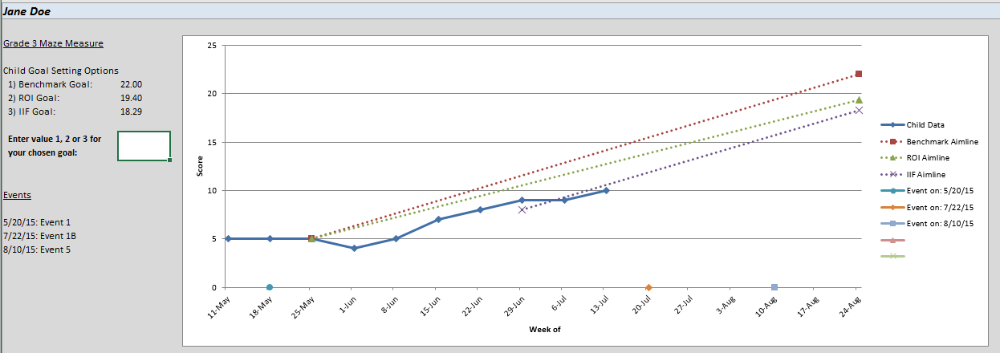 Jane Doe
Grade 3 Maze Measure
Child Goal Setting Options
1) Benchmark Goal: 22.00
2) ROI Goal: 19.40
3) IIF Goal: 18.29
Enter value 1, 2 or 3 for
your chosen goal:
Events
5/20/15: Event 1
7/22/15: Event 1B
8/10/15: Event 5
25
20
15
10
5
0
Score
11-May
18-May
25-May
1-Jun
8-Jun
15-Jun
22-Jun
29-Jun
6-Jul
13-Jul
20-Jul
27-Jul
3-Aug
10-Aug
17-Aug
24-Aug
Week of
Child Data
Benchmark Aimline
ROI Aimline
IIF Aimline
Event on: 5/20/15
Event on: 7/22/15
Event on: 8/10/15